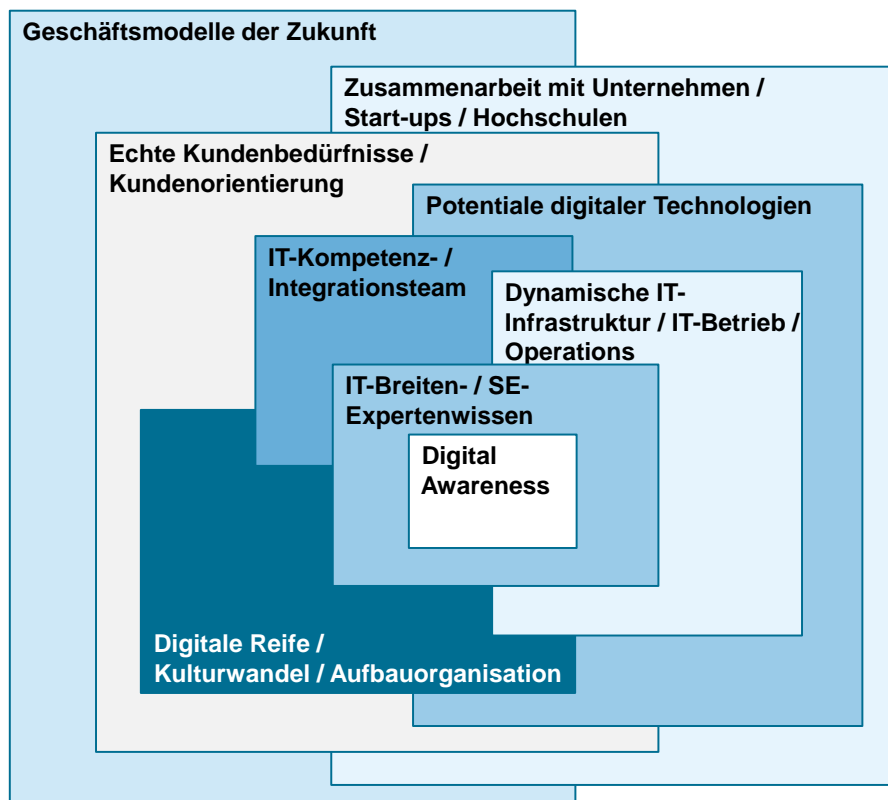 Geschäftsmodelle der Zukunft
Zusammenarbeit mit Unternehmen /
Start-ups / Hochschulen
Echte Kundenbedürfnisse /
Kundenorientierung
Potentiale digitaler Technologien
IT-Kompetenz- /
Integrationsteam
Dynamische IT-
Infrastruktur / IT-Betrieb /
Operations
IT-Breiten- / SE-
Expertenwissen
Digital
Awareness
Digitale Reife /
Kulturwandel / Aufbauorganisation